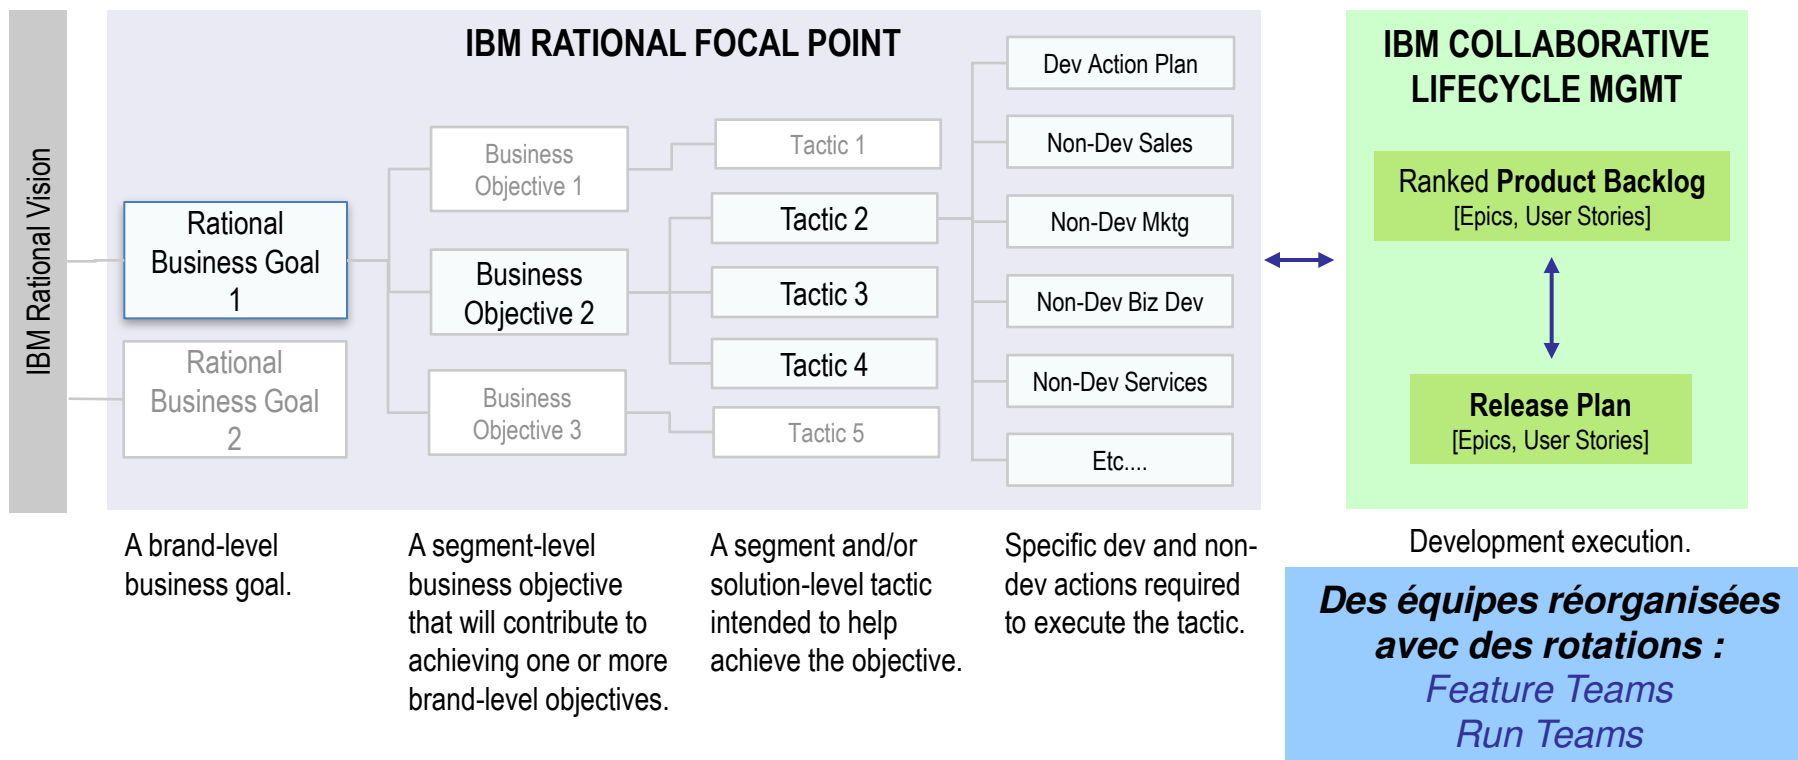 IBM Rational Vision
IBM RATIONAL FOCAL POINT
Rational
Business Goal
1
Rational
Business Goal
2
Business
Objective 1
Business
Objective 2
Business
Objective 3
Tactic 1
Tactic 2
Tactic 3
Tactic 4
Tactic 5
Dev Action Plan
Non-Dev Sales
Non-Dev Mktg
Non-Dev Biz Dev
Non-Dev Services
Etc....
IBM COLLABORATIVE
LIFECYCLE MGMT
Ranked Product Backlog
[Epics, User Stories]
Release Plan
[Epics, User Stories]
A brand-level
business goal.
A segment-level
business objective
that will contribute to
achieving one or more
brand-level objectives.
A segment and/or
solution-level tactic
intended to help
achieve the objective.
Specific dev and non-
dev actions required
to execute the tactic.
Development execution.
Des équipes réorganisées
avec des rotations :
Feature Teams
Run Teams